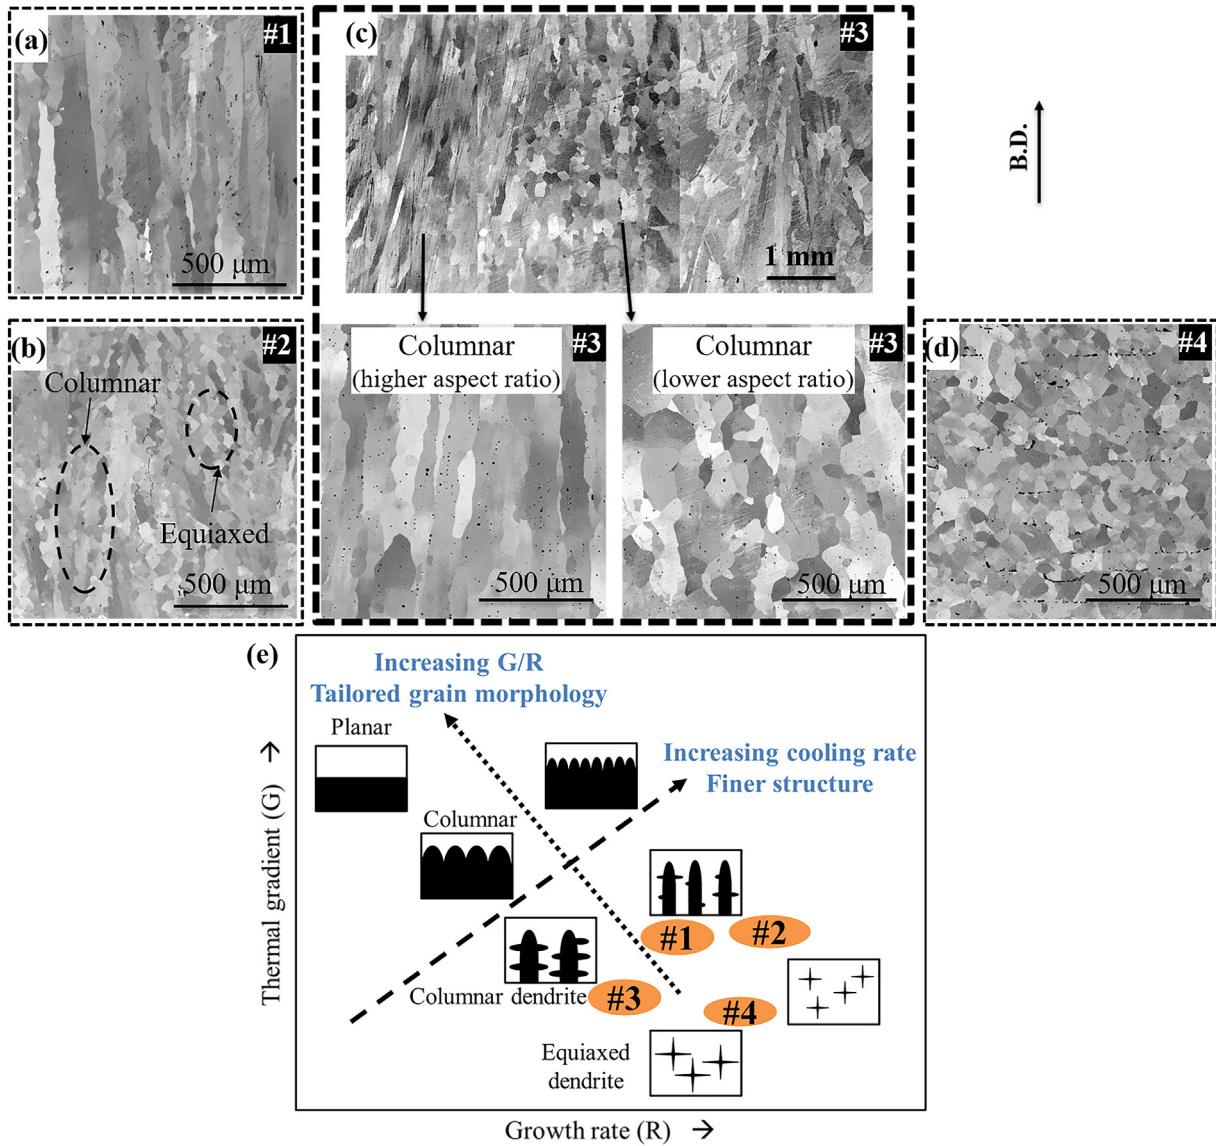 (a)
#1
500 μm
(c)
#3
1 mm
B.D.
(b)
#2
Columnar
Equiaxed
500 μm
Columnar
(higher aspect ratio)
#3
500 μm
Columnar
(lower aspect ratio)
#3
500 μm
(d)
#4
500 μm
(e)
Increasing G/R
Tailored grain morphology
Planar
Increasing cooling rate
Finer structure
Columnar
#1
#2
Columnar dendrite
#3
#4
Equiaxed
dendrite
Thermal gradient (G) →
Growth rate (R) →